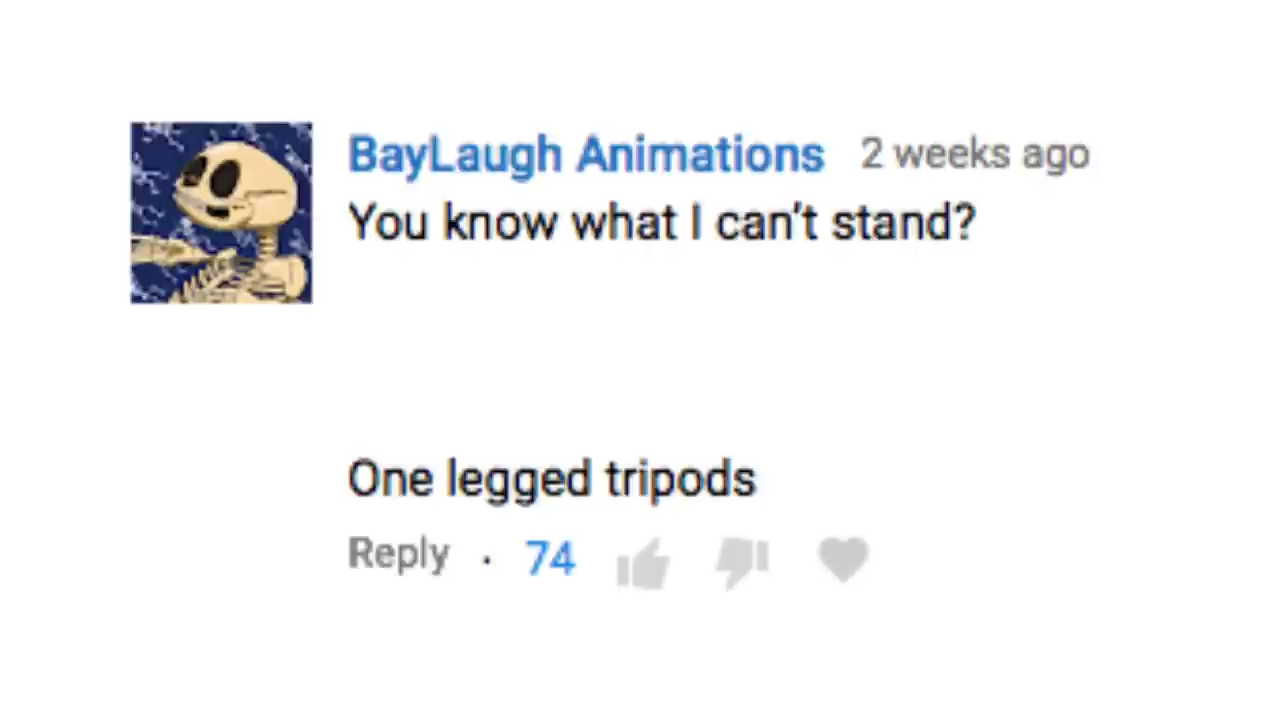 BayLaugh Animations 2 weeks ago
You know what I can't stand?
One legged tripods
Reply · 74